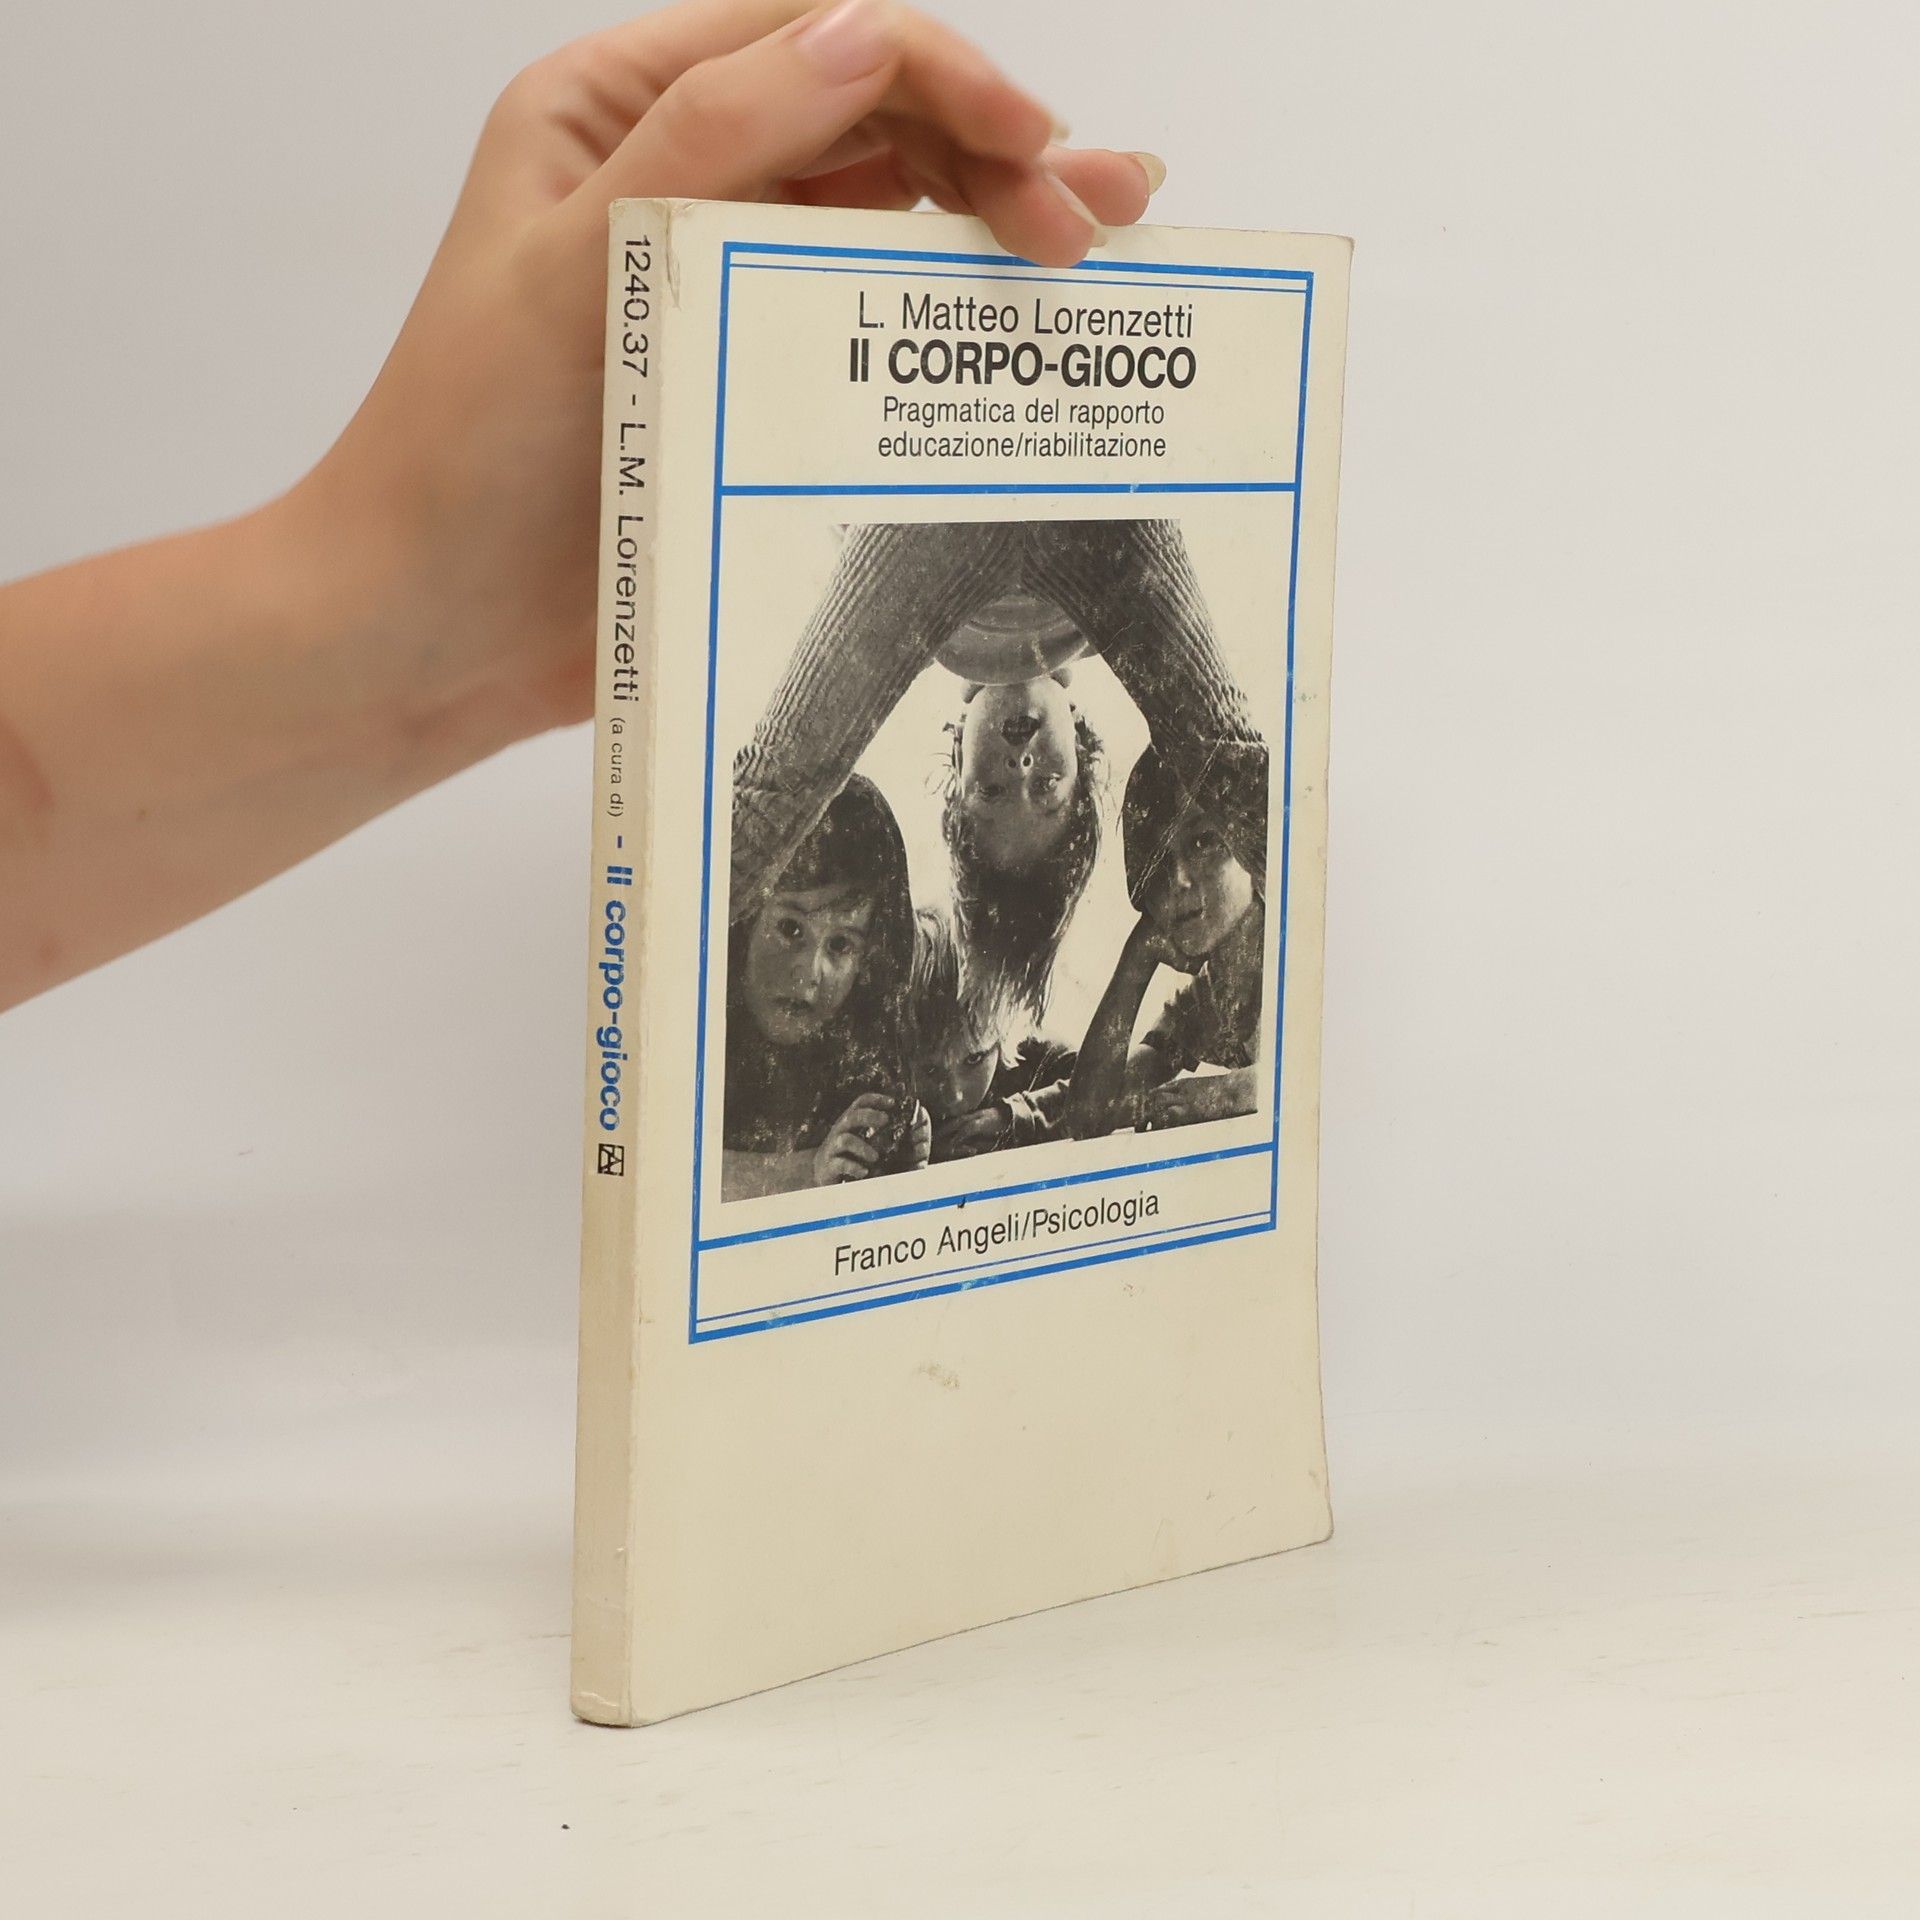 L. Matteo Lorenzetti
Il CORPO-GIOCO
Pragmatica del rapporto
educazione/riabilitazione
Franco Angeli/Psicologia
1240.37 - L.M. Lorenzetti (a cura di) - Il corpo-gioco